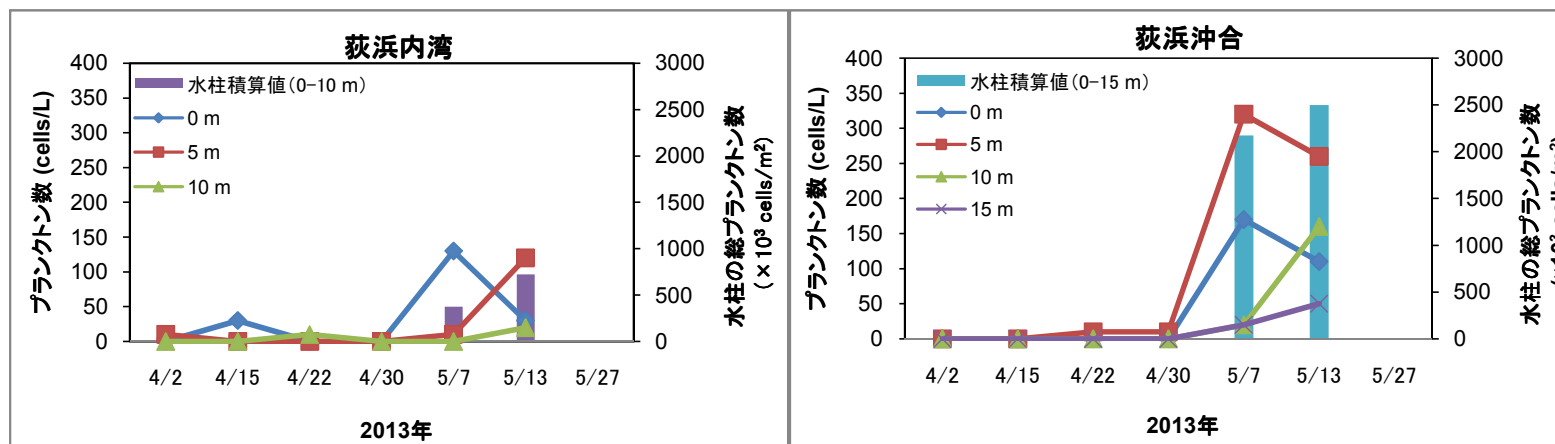 荻浜内湾
プランクトン数 (cells/L)
400
350
300
250
200
150
100
50
0
水柱積算値(0-10 m)
0 m
5 m
10 m
3000
2500
2000
1500
1000
500
0
水柱の総プランクトン数
(×10³ cells/m²)
4/2 4/15 4/22 4/30 5/7 5/13 5/27
2013年
荻浜沖合
プランクトン数 (cells/L)
400
350
300
250
200
150
100
50
0
水柱積算値(0-15 m)
0 m
5 m
10 m
15 m
3000
2500
2000
1500
1000
500
0
水柱の総プランクトン数
4/2 4/15 4/22 4/30 5/7 5/13 5/27
2013年